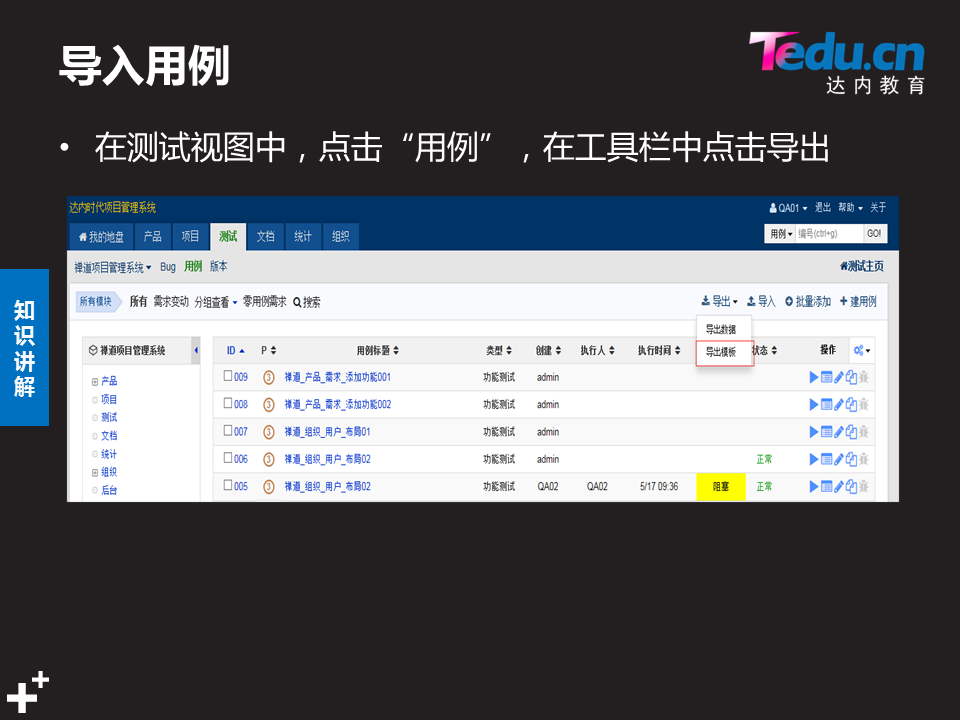 导入用例
Tedu.cn
达内教育
• 在测试视图中，点击“用例”，在工具栏中点击导出
知识讲解
达内时代项目管理系统
QA01 退出 帮助 关于
我的地盘 产品 项目 测试 文档 统计 组织
用例 编号(ctrl+g) GO!
禅道项目管理系统 Bug 用例 版本
测试主页
所有模块 所有 需求变动 分组查看 零用例需求 搜索
导出 导入 批量添加 建用例
导出数据
导出模板
禅道项目管理系统
产品
项目
测试
文档
统计
组织
后台
ID P 用例标题 类型 创建 执行人 执行时间 状态 操作
009 3 禅道_产品_需求_添加功能001 功能测试 admin
008 3 禅道_产品_需求_添加功能002 功能测试 admin
007 3 禅道_组织_用户_布局01 功能测试 admin
006 3 禅道_组织_用户_布局02 功能测试 admin 正常
005 3 禅道_组织_用户_布局02 功能测试 QA02 QA02 5/17 09:36 阻塞 正常